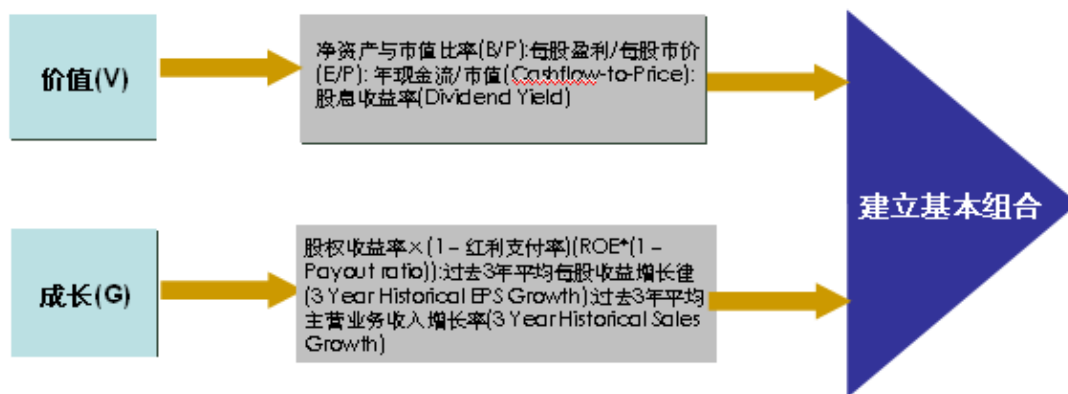 价值(V)
净资产与市值比率(B/P):每股盈利/每股市价
(E/P): 年现金流/市值(Cashflow-to-Price):
股息收益率(Dividend Yield)
建立基本组合
成长(G)
股权收益率×(1–红利支付率)(ROE*(1–
Payout ratio)):过去3年平均每股收益增长律
(3 Year Historical EPS Growth):过去3年平均
主营业务收入增长率(3 Year Historical Sales
Growth)